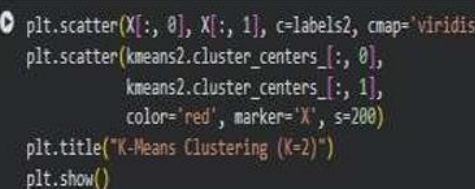 plt.scatter(X[:, 0], X[:, 1], c=labels2, cmap='viridis
plt.scatter(kmeans2.cluster_centers_[:, 0],
kmeans2.cluster_centers_[:, 1],
color='red', marker='X', s=200)
plt.title("K-Means Clustering (K=2)")
plt.show()